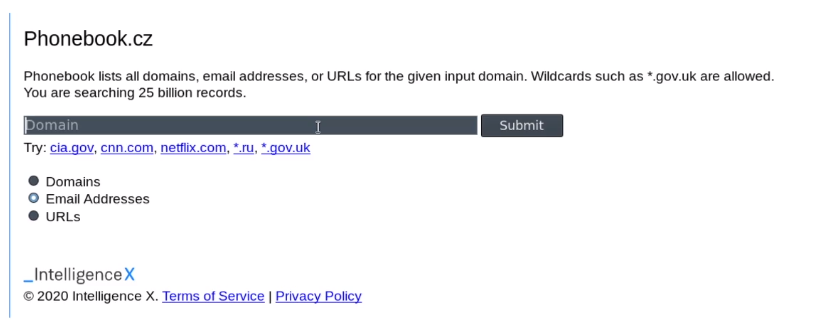 Phonebook.cz
Phonebook lists all domains, email addresses, or URLs for the given input domain. Wildcards such as *.gov.uk are allowed.
You are searching 25 billion records.
Domain Submit
Try: cia.gov, cnn.com, netflix.com, *.ru, *.gov.uk
Domains
Email Addresses
URLs
_IntelligenceX
© 2020 Intelligence X. Terms of Service | Privacy Policy